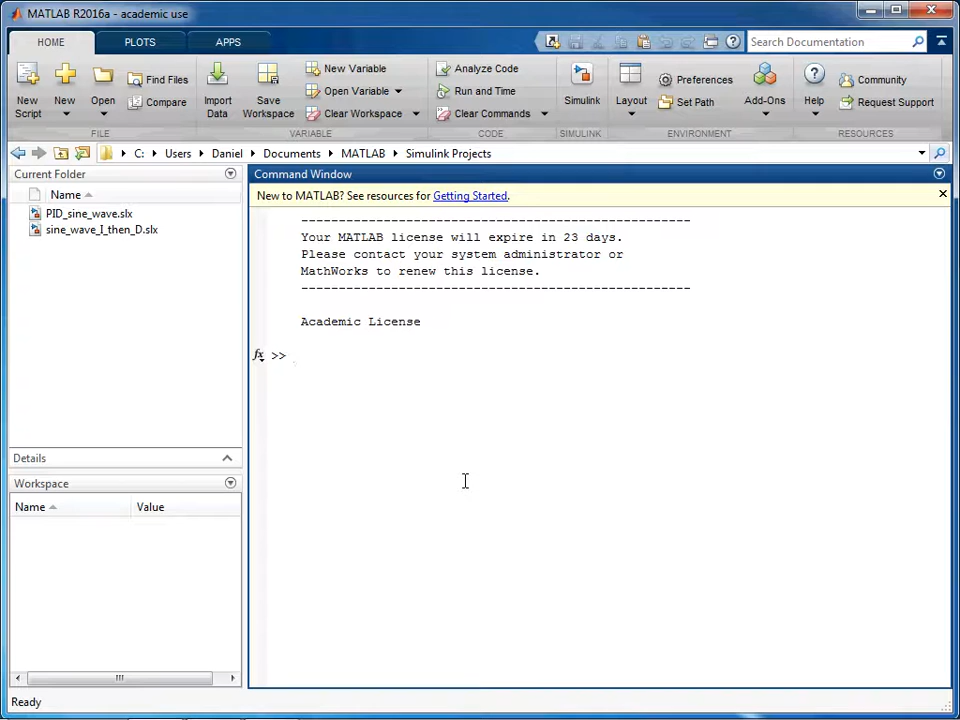 MATLAB R2016a - academic use
HOME PLOTS APPS
Search Documentation
New Script
New
Open
Find Files
Compare
FILE
Import Data
Save Workspace
New Variable
Open Variable
Clear Workspace
VARIABLE
Analyze Code
Run and Time
Clear Commands
CODE
Simulink
SIMULINK
Layout
Preferences
Set Path
Add-Ons
ENVIRONMENT
Help
Community
Request Support
RESOURCES
C: Users Daniel Documents MATLAB Simulink Projects
Current Folder
Name
PID_sine_wave.slx
sine_wave_I_then_D.slx
Details
Workspace
Name Value
Command Window
New to MATLAB? See resources for Getting Started.
-----------------------------------------------------
Your MATLAB license will expire in 23 days.
Please contact your system administrator or
MathWorks to renew this license.
-----------------------------------------------------
Academic License
fx >>
Ready